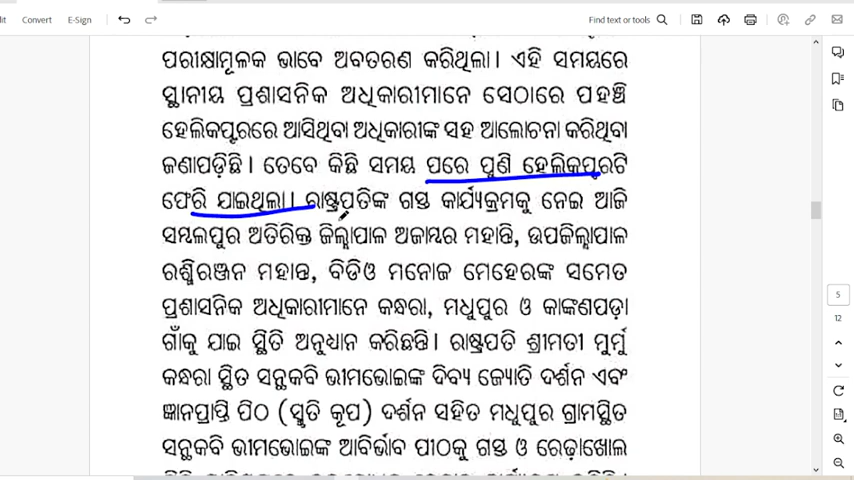 Convert
E-Sign
Find text or tools
ପରୀକ୍ଷାମୂଳକ ଭାବେ ଅବତରଣ କରିଥିଲା । ଏହି ସମୟରେ
ସ୍ଥାନୀୟ ପ୍ରଶାସନିକ ଅଧିକାରୀମାନେ ସେଠାରେ ପହଞ୍ଚି
ହେଲିକପ୍ଟରରେ ଆସିଥିବା ଅଧିକାରୀଙ୍କ ସହ ଆଲୋଚନା କରିଥିବା
ଜଣାପଡ଼ିଛି । ତେବେ କିଛି ସମୟ ପରେ ପୁଣି ହେଲିକପ୍ଟରଟି
ଫେରି ଯାଇଥିଲା । ରାଷ୍ଟ୍ରପତିଙ୍କ ଗସ୍ତ କାର୍ଯ୍ୟକ୍ରମକୁ ନେଇ ଆଜି
ସମ୍ବଲପୁର ଅତିରିକ୍ତ ଜିଲ୍ଲାପାଳ ଅଜାମ୍ବର ମହାନ୍ତି, ଉପଜିଲ୍ଲାପାଳ
ରଶ୍ମିରଞ୍ଜନ ମହାନ୍ତ, ବିଡିଓ ମନୋଜ ମେହେରଙ୍କ ସମେତ
ପ୍ରଶାସନିକ ଅଧିକାରୀମାନେ କନ୍ଧରା, ମଧୁପୁର ଓ କାଙ୍କଣପଡ଼ା
ଗାଁକୁ ଯାଇ ସ୍ଥିତି ଅନୁଧ୍ୟାନ କରିଛନ୍ତି । ରାଷ୍ଟ୍ରପତି ଶ୍ରୀମତୀ ମୁର୍ମୁ
କନ୍ଧରା ସ୍ଥିତ ସନ୍ଥକବି ଭୀମଭୋଇଙ୍କ ଦିବ୍ୟ ଜ୍ୟୋତି ଦର୍ଶନ ଏବଂ
ଜ୍ଞାନପ୍ରାପ୍ତି ପିଠ (ସ୍ମୃତି କୂପ) ଦର୍ଶନ ସହିତ ମଧୁପୁର ଗ୍ରାମସ୍ଥିତ
ସନ୍ଥକବି ଭୀମଭୋଇଙ୍କ ଆବିର୍ଭାବ ପୀଠକୁ ଗସ୍ତ ଓ ରେଢ଼ାଖୋଲ
5
12